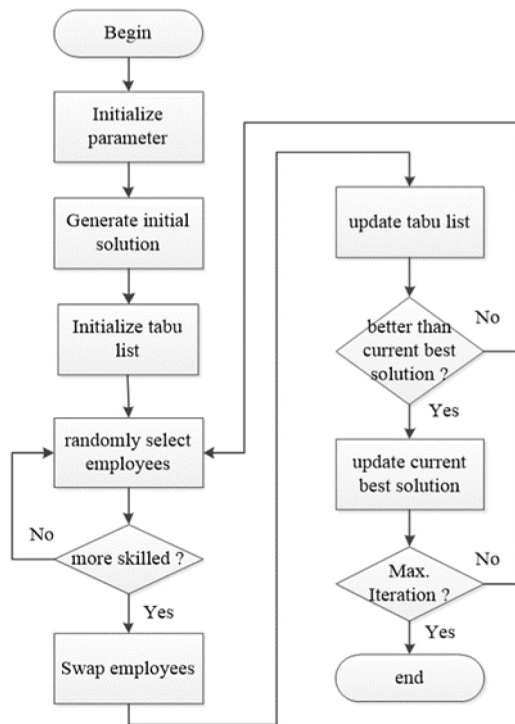 Begin
Initialize
parameter
Generate initial
solution
Initialize tabu
list
randomly select
employees
No
more skilled ?
Yes
Swap employees
update tabu list
better than
current best
solution ?
No
Yes
update current
best solution
Max.
Iteration ?
No
Yes
end